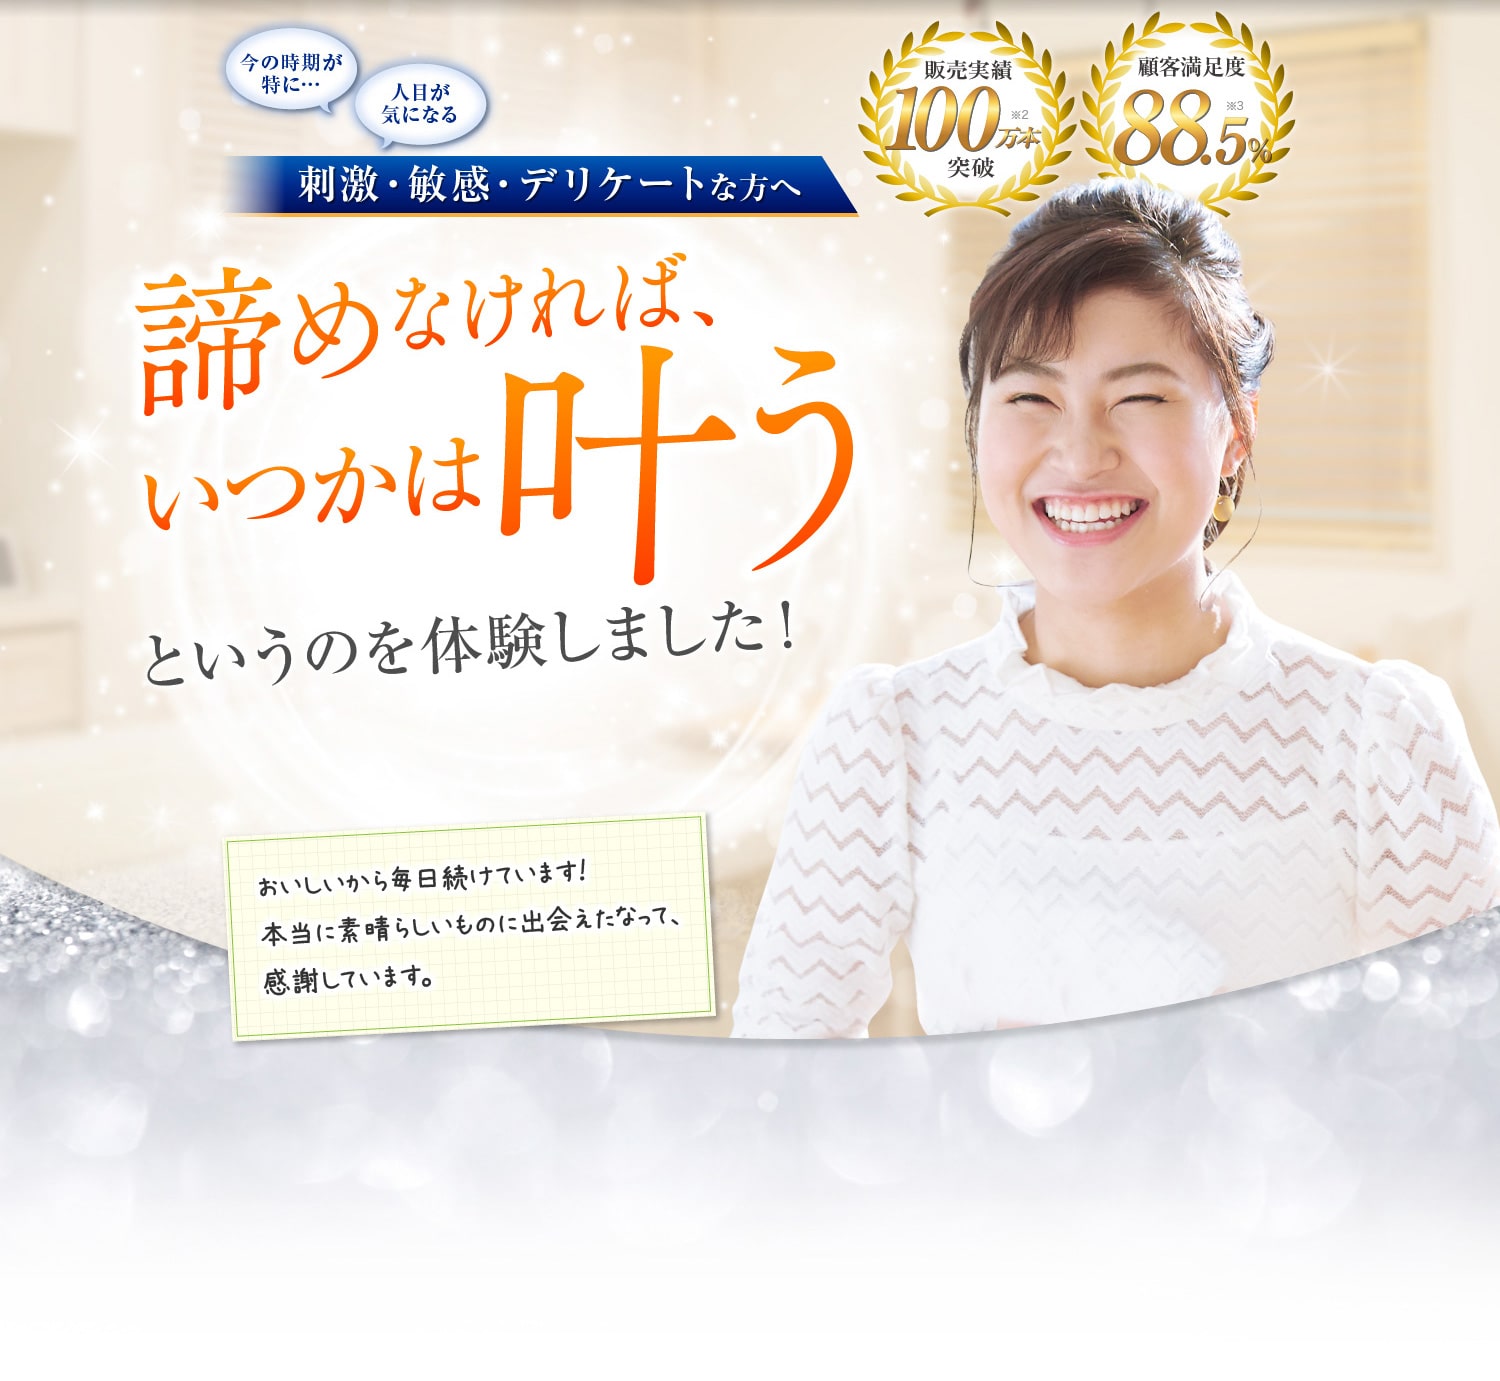 今の時期が
特に…
人目が
気になる
刺激・敏感・デリケートな方へ
販売実績
100万本
※2
突破
顧客満足度
※3
88.5%
諦めなければ、
いつかは叶う
というのを体験しました!
おいしいから毎日続けています!
本当に素晴らしいものに出会えたなって、
感謝しています。